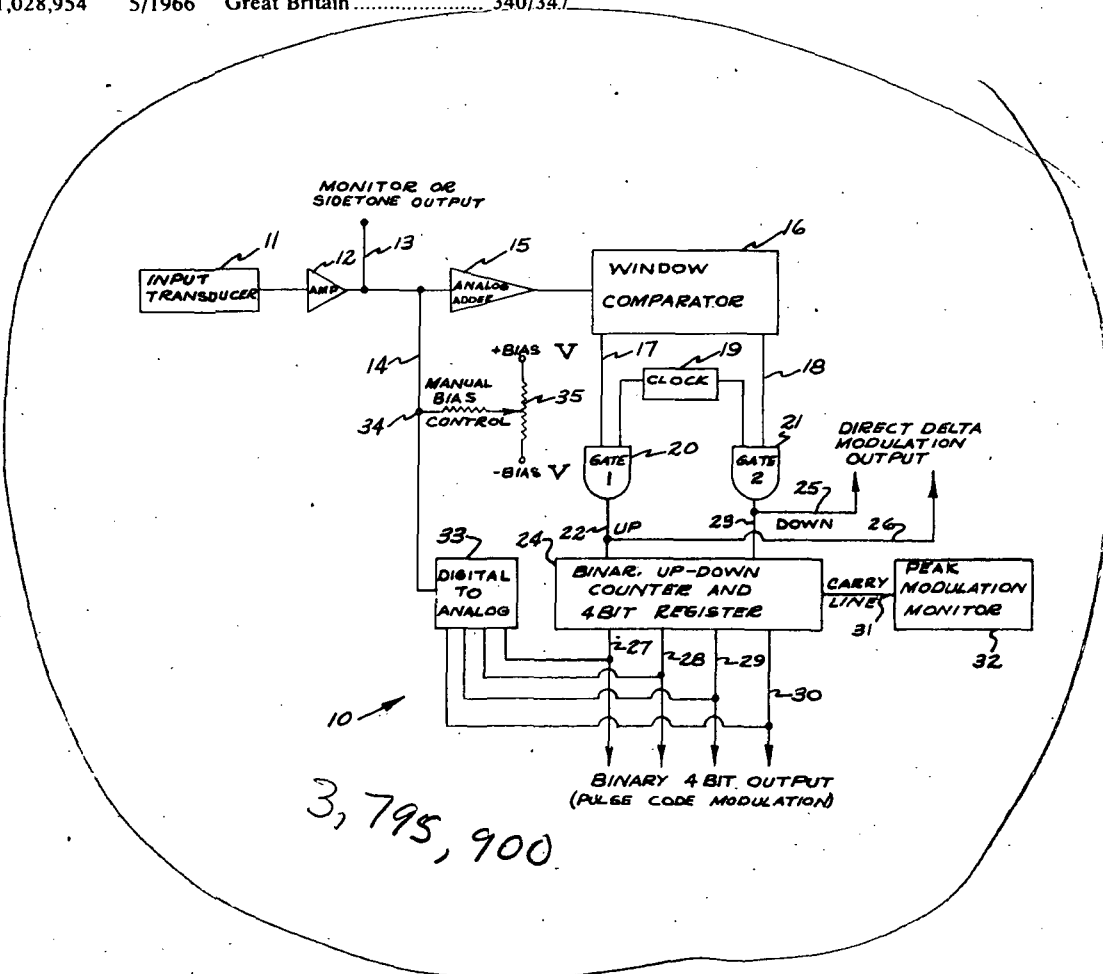 1,028,954 5/1966 Great Britain ...................... 340/347
MONITOR OR
SIDETONE OUTPUT
11
12
13
15
16
INPUT
TRANSDUCER
AMP
ANALOG
ADDER
WINDOW
COMPARATOR
14
+BIAS V
17
19
18
CLOCK
MANUAL
BIAS
CONTROL
35
34
21
DIRECT DELTA
MODULATION
OUTPUT
-BIAS V
GATE
1
20
GATE
2
25
33
22
UP
24
23
DOWN
26
DIGITAL
TO
ANALOG
BINAR. UP-DOWN
COUNTER AND
4 BIT REGISTER
CARRY
LINE
31
PEAK
MODULATION
MONITOR
32
27
28
29
30
10
BINARY 4 BIT OUTPUT
(PULSE CODE MODULATION)
3,795,900